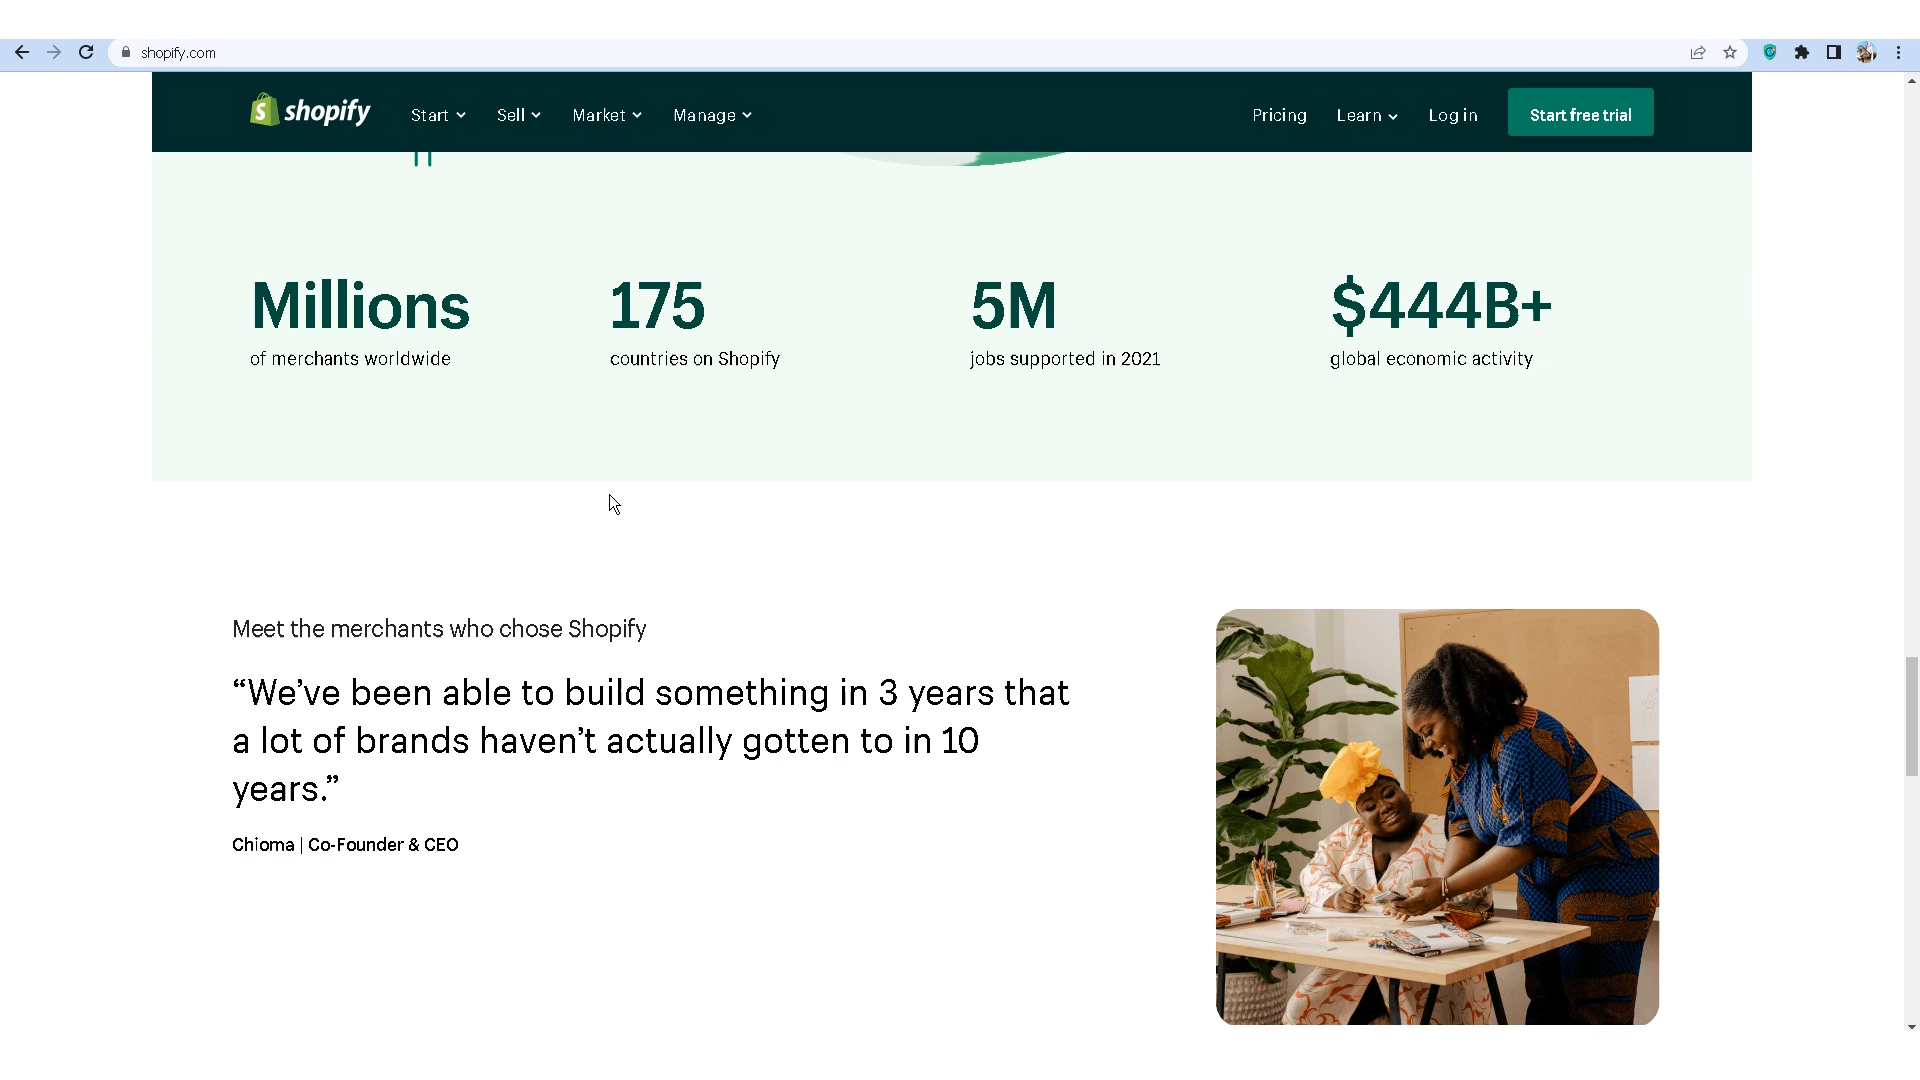 shopify.com
shopify Start Sell Market Manage Pricing Learn Log in Start free trial
Millions 175 5M $444B+
of merchants worldwide countries on Shopify jobs supported in 2021 global economic activity
Meet the merchants who chose Shopify
“We’ve been able to build something in 3 years that
a lot of brands haven’t actually gotten to in 10
years.”
Chioma | Co-Founder & CEO